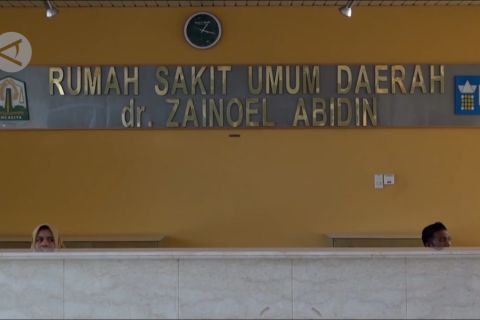 RUMAH SAKIT UMUM DAERAH
dr. ZAINOEL ABIDIN